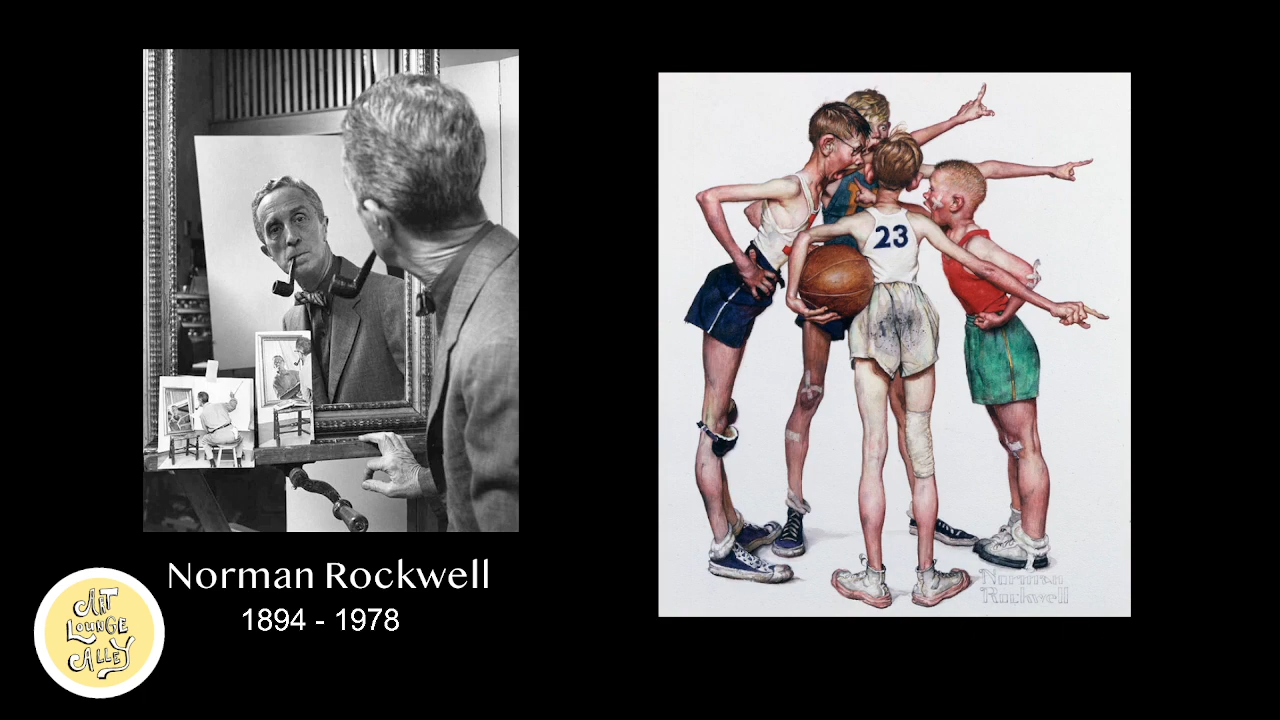 23
Norman
Rockwell
Norman Rockwell
1894 - 1978
ART
LOUNGE
ALLEY